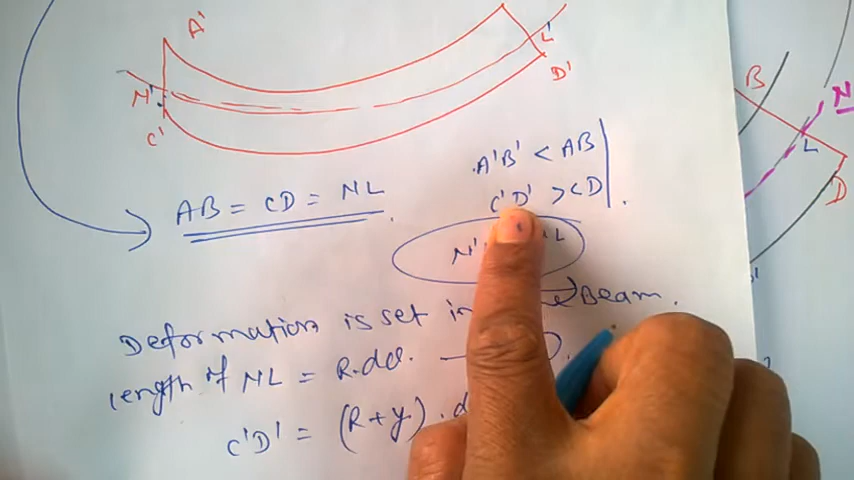 A'
L'
N'
D'
C'
B
N
L
D
A'B' < AB
C'D' > CD
AB = CD = NL
Deformation is set in Beam.
length of NL = R.dθ.
C'D' = (R+y).d